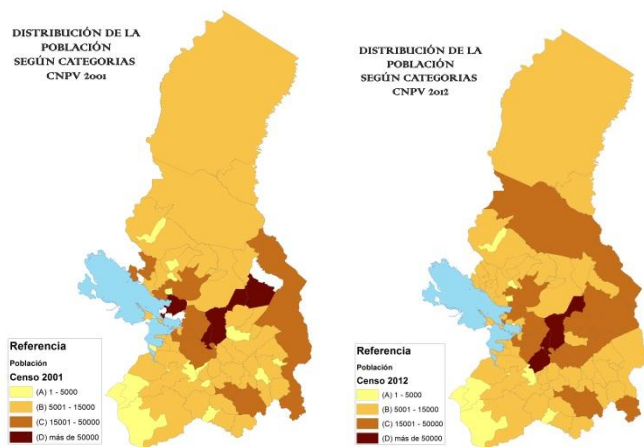 DISTRIBUCIÓN DE LA
POBLACIÓN
SEGÚN CATEGORIAS
CNPV 2001
Referencia
Población
Censo 2001
(A) 1 - 5000
(B) 5001 - 15000
(C) 15001 - 50000
(D) más de 50000
DISTRIBUCIÓN DE LA
POBLACIÓN
SEGÚN CATEGORIAS
CNPV 2012
Referencia
Población
Censo 2012
(A) 1 - 5000
(B) 5001 - 15000
(C) 15001 - 50000
(D) más de 50000